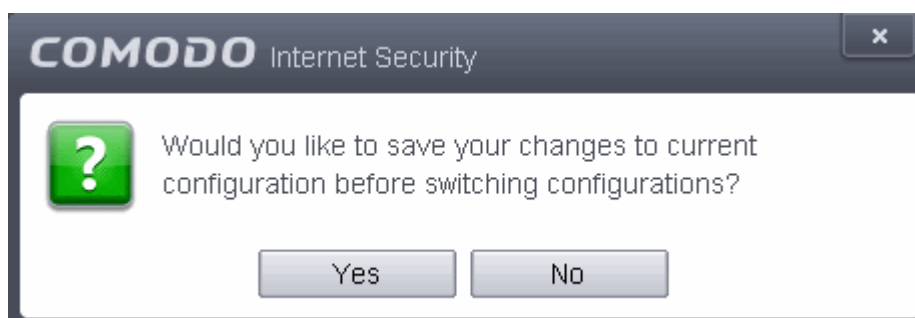 COMODO Internet Security
Would you like to save your changes to current
configuration before switching configurations?
Yes No